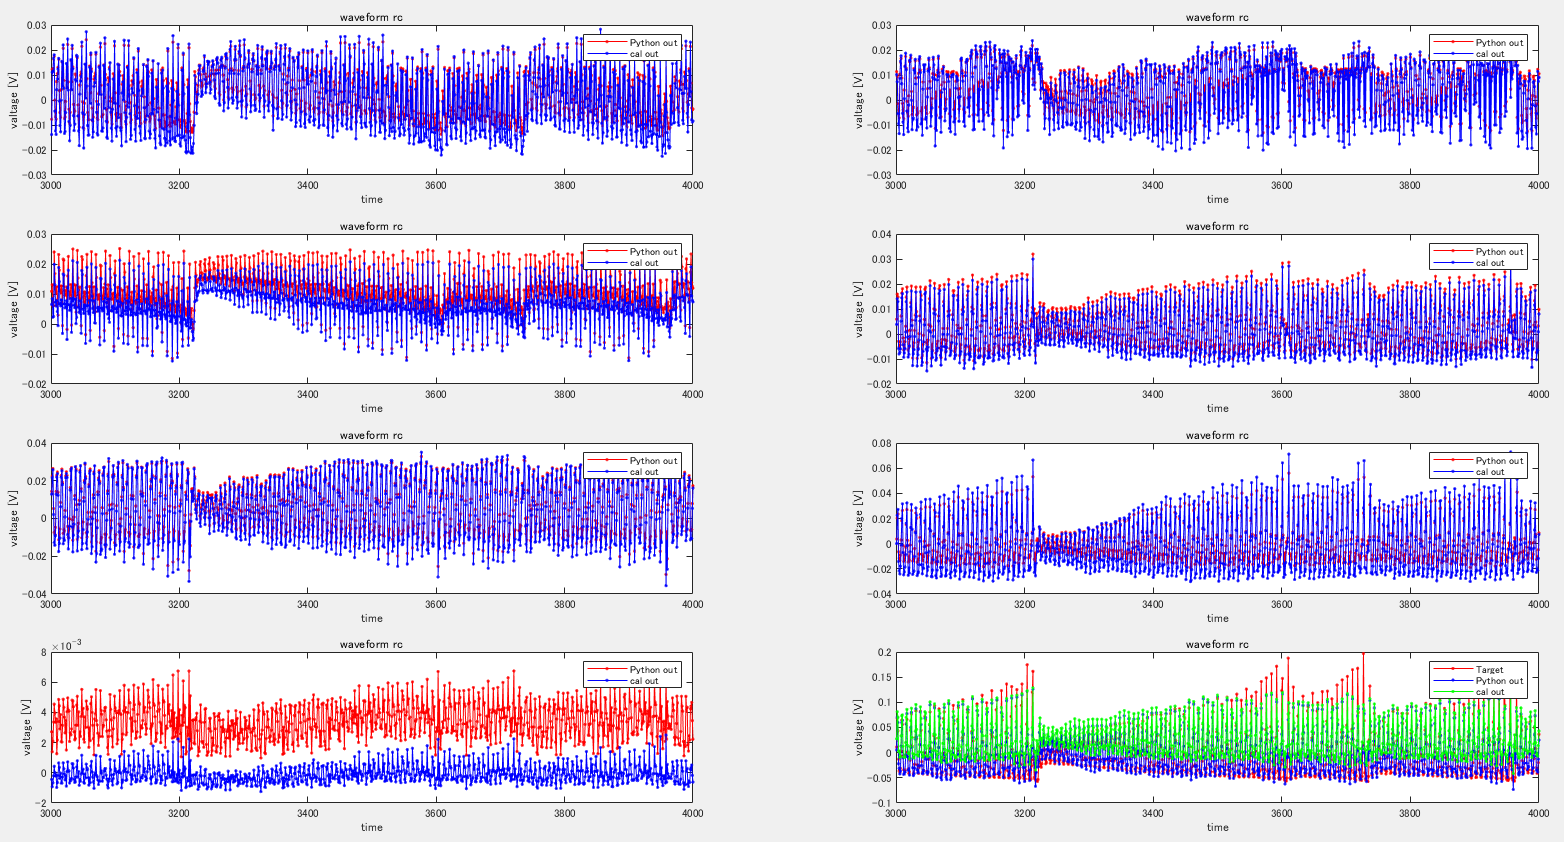 waveform rc
Python out
cal out
valtage [V]
0.03
0.02
0.01
0
−0.01
−0.02
−0.03
3000
3200
3400
3600
3800
4000
time
waveform rc
Python out
cal out
valtage [V]
0.03
0.02
0.01
0
−0.01
−0.02
−0.03
3000
3200
3400
3600
3800
4000
time
waveform rc
Python out
cal out
valtage [V]
0.03
0.02
0.01
0
−0.01
−0.02
3000
3200
3400
3600
3800
4000
time
waveform rc
Python out
cal out
valtage [V]
0.04
0.03
0.02
0.01
0
−0.01
−0.02
3000
3200
3400
3600
3800
4000
time
waveform rc
Python out
cal out
valtage [V]
0.04
0.02
0
−0.02
−0.04
3000
3200
3400
3600
3800
4000
time
waveform rc
Python out
cal out
valtage [V]
0.08
0.06
0.04
0.02
0
−0.02
−0.04
3000
3200
3400
3600
3800
4000
time
×10−3
waveform rc
Python out
cal out
valtage [V]
8
6
4
2
0
−2
3000
3200
3400
3600
3800
4000
time
waveform rc
Target
Python out
cal out
voltage [V]
0.2
0.15
0.1
0.05
0
−0.05
−0.1
3000
3200
3400
3600
3800
4000
time